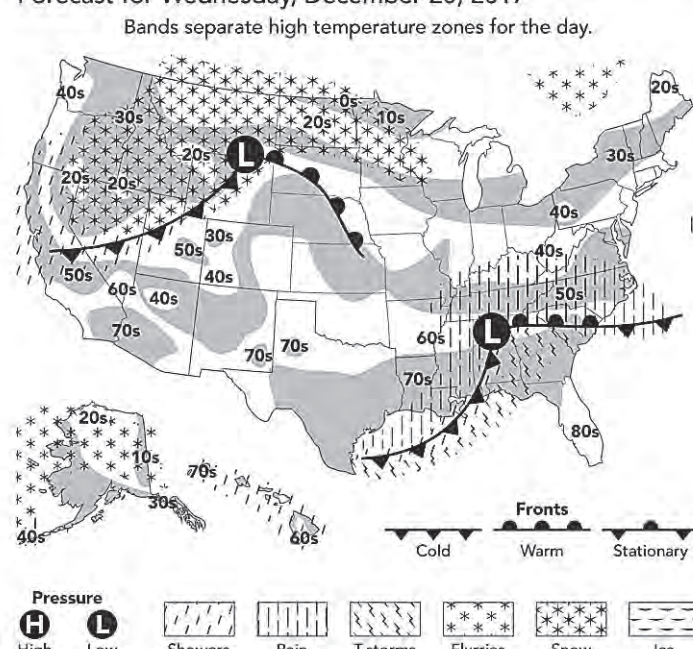 Forecast for Wednesday, December 20, 2017
Bands separate high temperature zones for the day.
40s
30s
20s
20s
20s
0s
20s
10s
20s
30s
40s
40s
50s
30s
50s
40s
50s
60s
40s
70s
70s
70s
60s
70s
80s
20s
10s
30s
40s
70s
60s
L
L
Fronts
Cold
Warm
Stationary
Pressure
H
L
High
Low
Showers
Rain
T-storms
Flurries
Snow
Ice